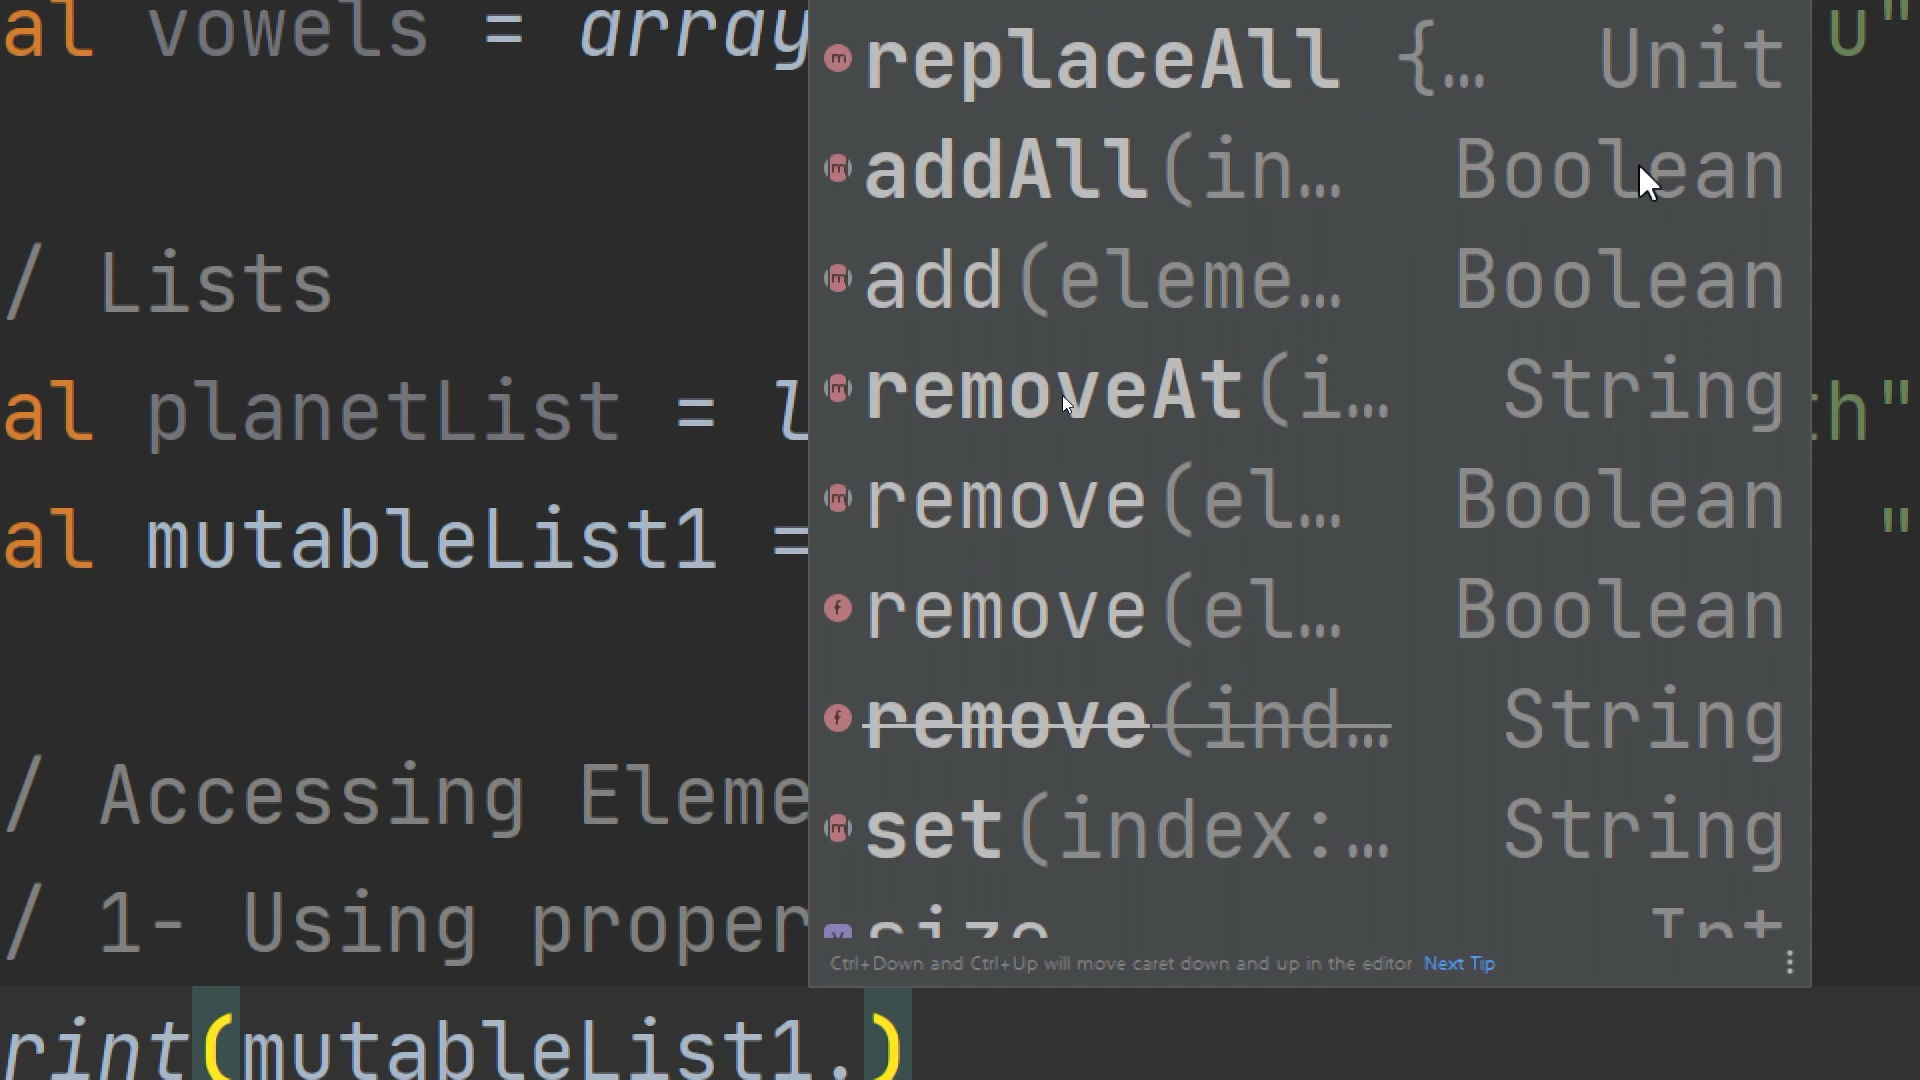 al vowels = array u"
replaceAll {… Unit
addAll(in… Boolean
/ Lists
add(eleme… Boolean
al planetList = l th"
removeAt(i… String
al mutableList1 = "
remove(el… Boolean
remove(el… Boolean
remove(ind… String
/ Accessing Eleme
set(index:… String
/ 1- Using proper
size Int
Ctrl+Down and Ctrl+Up will move caret down and up in the editor Next Tip
rint(mutableList1.)